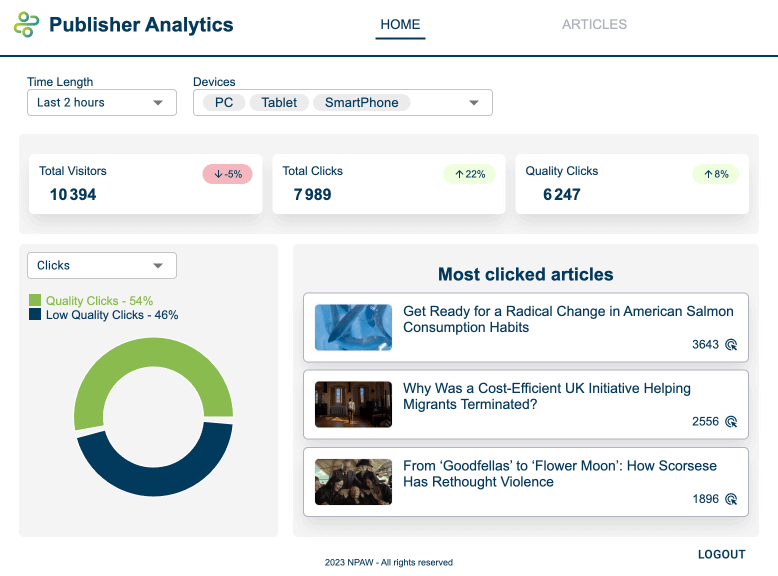 Publisher Analytics
HOME
ARTICLES
Time Length
Devices
Last 2 hours
PC Tablet SmartPhone
Total Visitors
-5%
10 394
Total Clicks
22%
7 989
Quality Clicks
8%
6 247
Clicks
Quality Clicks - 54%
Low Quality Clicks - 46%
Most clicked articles
Get Ready for a Radical Change in American Salmon
Consumption Habits
3643
Why Was a Cost-Efficient UK Initiative Helping
Migrants Terminated?
2556
From ‘Goodfellas’ to ‘Flower Moon’: How Scorsese
Has Rethought Violence
1896
LOGOUT
2023 NPAW - All rights reserved